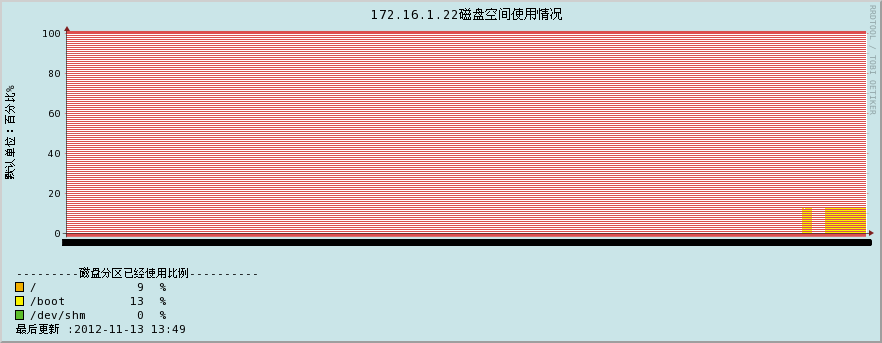 172.16.1.22磁盘空间使用情况
RRDTOOL / TOBI OETIKER
默认单位：百分比%
100
80
60
40
20
0
---------磁盘分区已经使用比例----------
/ 9 %
/boot 13 %
/dev/shm 0 %
最后更新 :2012-11-13 13:49